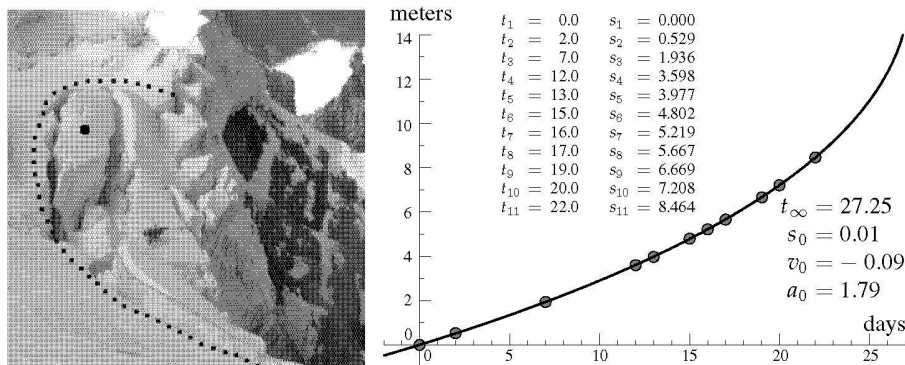 meters
t₁ = 0.0 s₁ = 0.000
t₂ = 2.0 s₂ = 0.529
t₃ = 7.0 s₃ = 1.936
t₄ = 12.0 s₄ = 3.598
t₅ = 13.0 s₅ = 3.977
t₆ = 15.0 s₆ = 4.802
t₇ = 16.0 s₇ = 5.219
t₈ = 17.0 s₈ = 5.667
t₉ = 19.0 s₉ = 6.669
t₁₀ = 20.0 s₁₀ = 7.208
t₁₁ = 22.0 s₁₁ = 8.464
14
12
10
8
6
4
2
0
t∞ = 27.25
s₀ = 0.01
v₀ = − 0.09
a₀ = 1.79
days
0 5 10 15 20 25